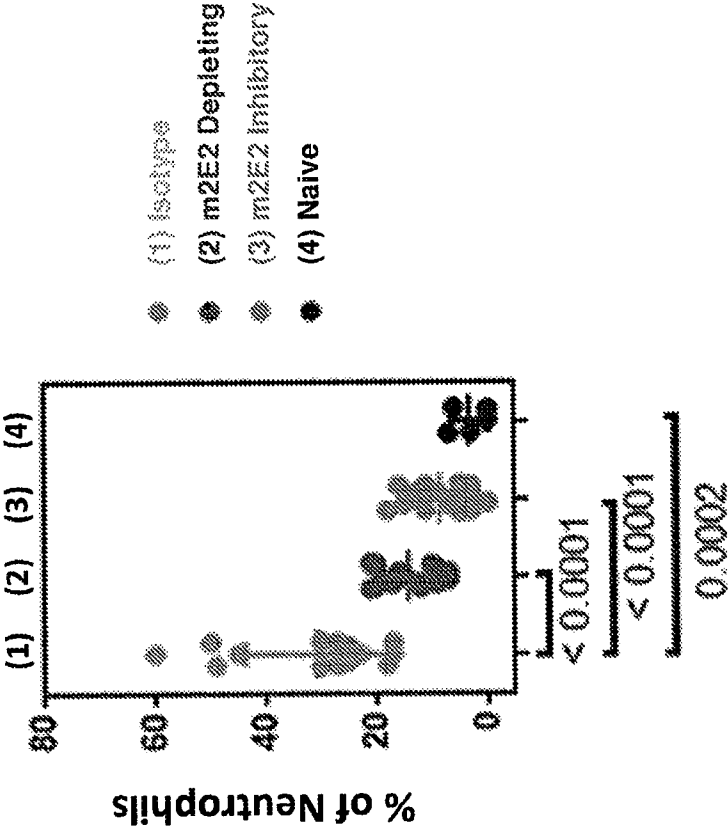 % of Neutrophils
80
60
40
20
0
(1)
(2)
(3)
(4)
< 0.0001
< 0.0001
0.0002
(1) Isotype
(2) m2E2 Depleting
(3) m2E2 Inhibitory
(4) Naive